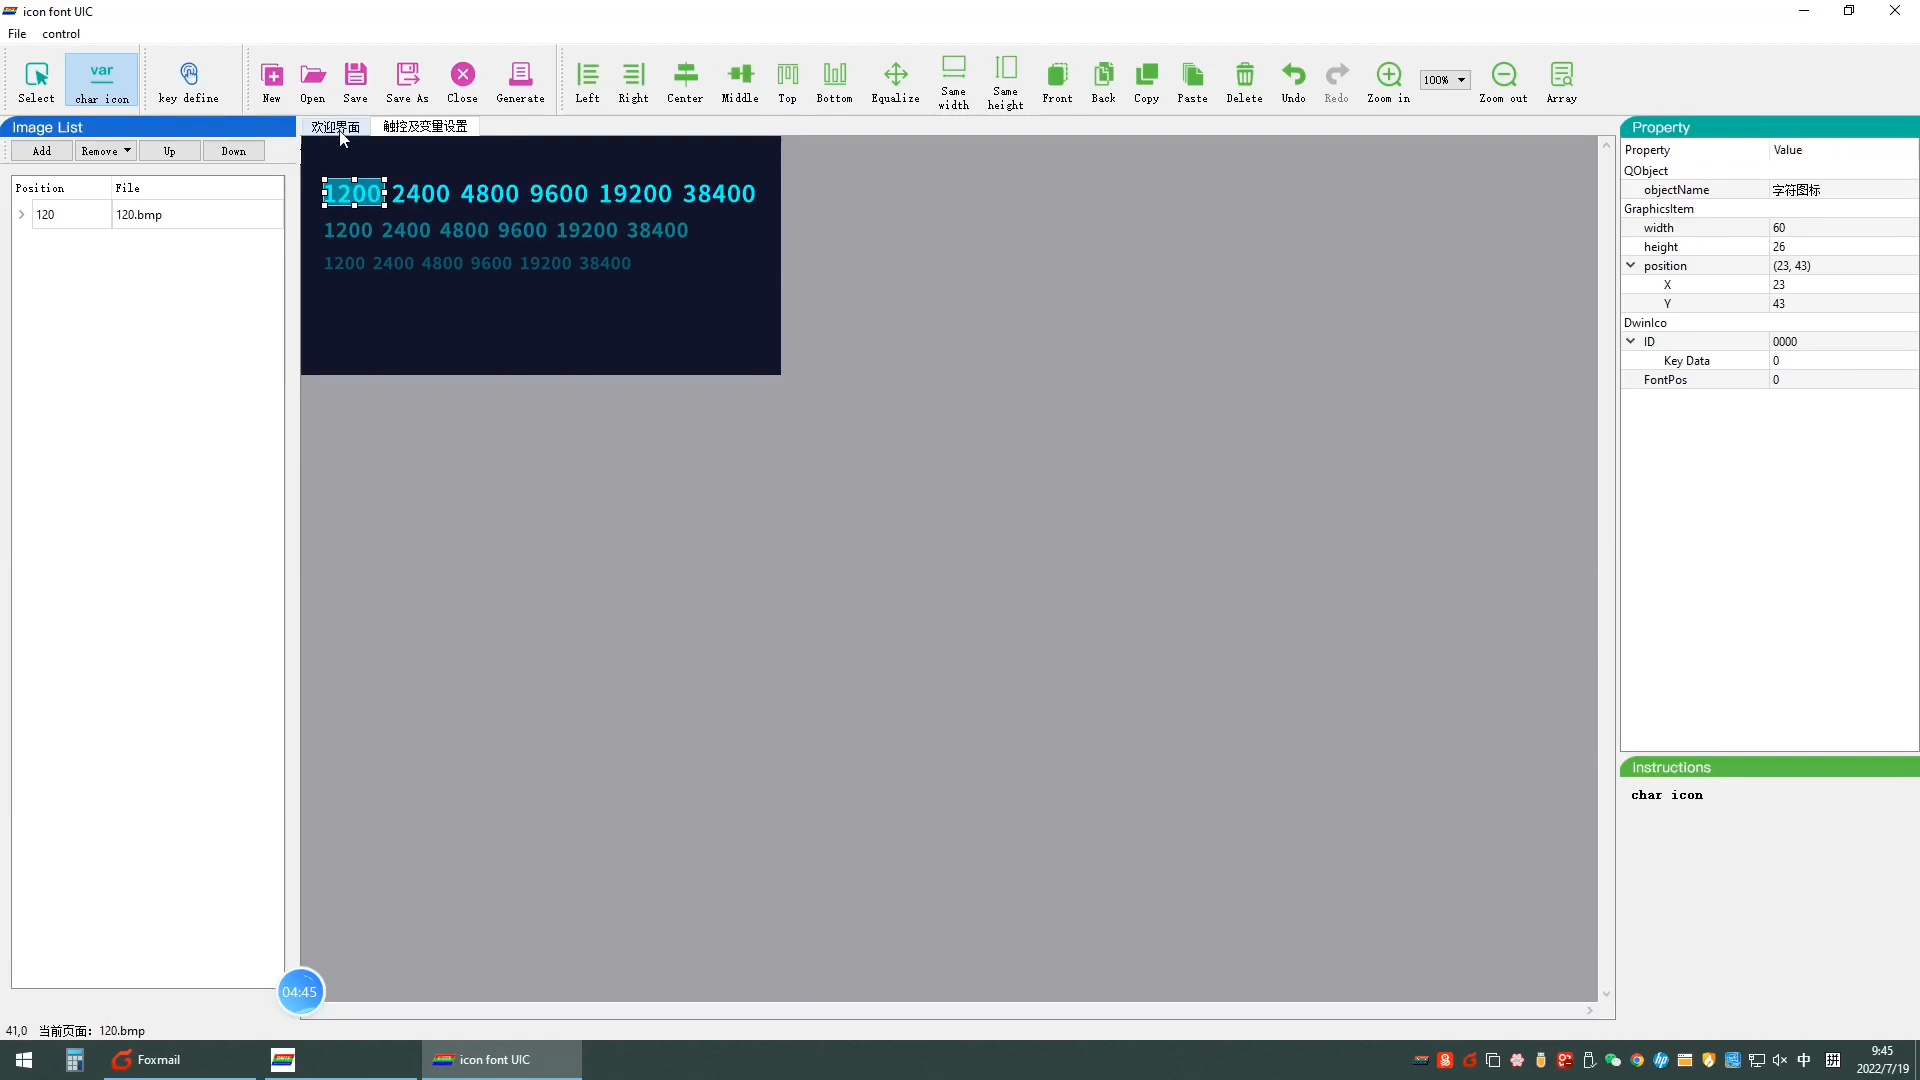 icon font UIC
File control
Select char icon key define New Open Save Save As Close Generate Left Right Center Middle Top Bottom Equalize Same width Same height Front Back Copy Paste Delete Undo Redo Zoom in 100% Zoom out Array
var
Image List
欢迎界面 触控及变量设置
Property
Add Remove Up Down
Property Value
Position File
QObject
objectName 字符图标
GraphicsItem
120 120.bmp
width 60
height 26
position (23, 43)
X 23
Y 43
DwinIco
ID 0000
Key Data 0
FontPos 0
1200 2400 4800 9600 19200 38400
1200 2400 4800 9600 19200 38400
1200 2400 4800 9600 19200 38400
Instructions
char icon
04:45
41,0 当前页面: 120.bmp
Foxmail
icon font UIC
中
拼
9:45
2022/7/19